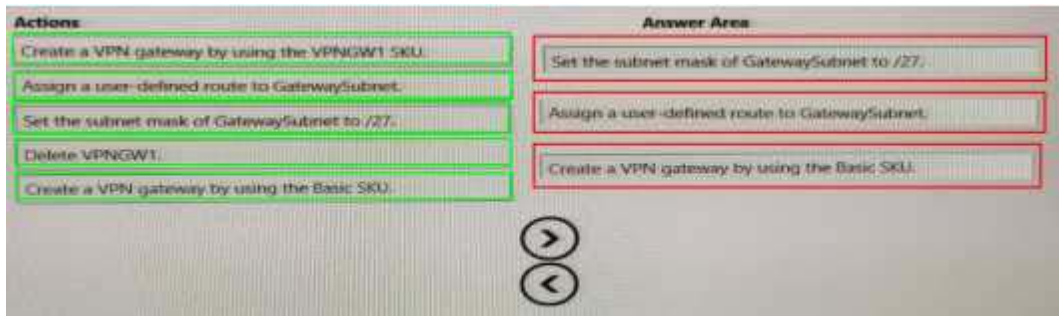 Actions
Answer Area
Create a VPN gateway by using the VPNGW1 SKU.
Assign a user-defined route to GatewaySubnet.
Set the subnet mask of GatewaySubnet to /27.
Delete VPNGW1.
Create a VPN gateway by using the Basic SKU.
Set the subnet mask of GatewaySubnet to /27.
Assign a user-defined route to GatewaySubnet.
Create a VPN gateway by using the Basic SKU.